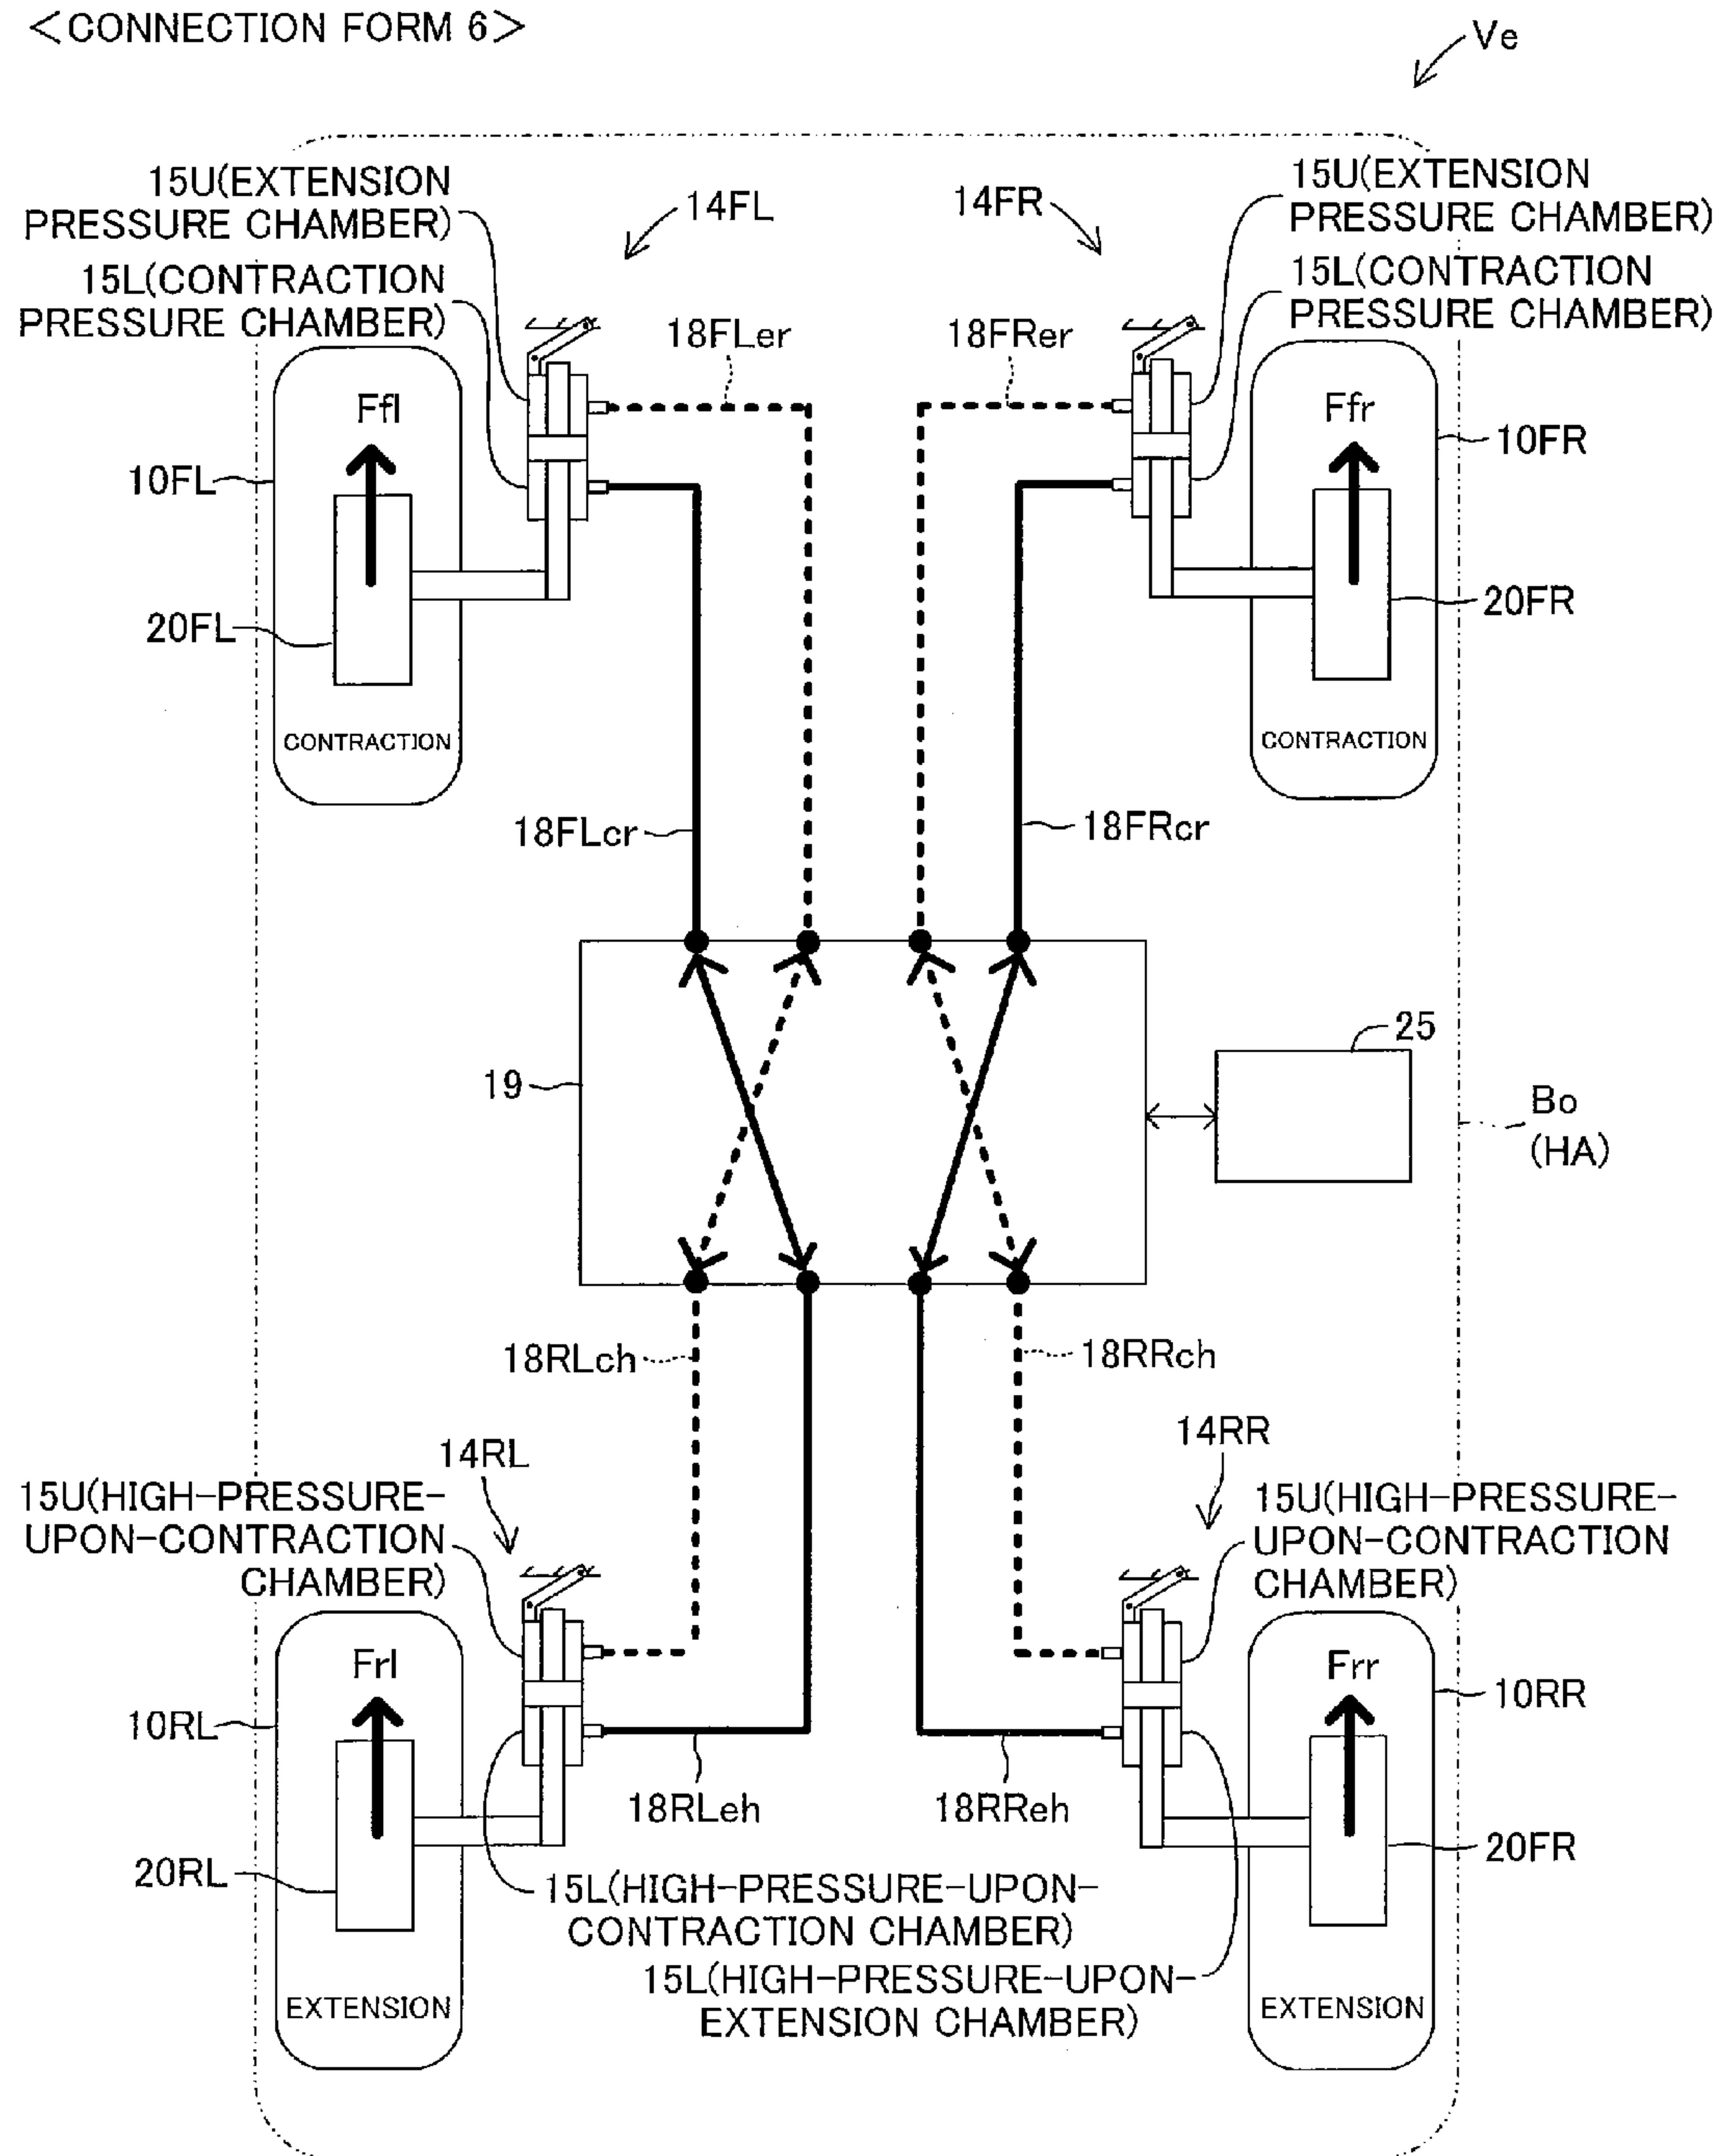 <CONNECTION FORM 6>
Ve
15U(EXTENSION
PRESSURE CHAMBER)
14FL
14FR
15U(EXTENSION
PRESSURE CHAMBER)
15L(CONTRACTION
PRESSURE CHAMBER)
15L(CONTRACTION
PRESSURE CHAMBER)
18FLer
18FRer
Ffl
Ffr
10FL
10FR
20FL
20FR
CONTRACTION
CONTRACTION
18FLcr
18FRcr
25
19
Bo
(HA)
18RLch
18RRch
14RL
14RR
15U(HIGH-PRESSURE-
UPON-CONTRACTION
CHAMBER)
15U(HIGH-PRESSURE-
UPON-CONTRACTION
CHAMBER)
Frl
Frr
10RL
10RR
18RLeh
18RReh
20RL
20FR
15L(HIGH-PRESSURE-UPON-
CONTRACTION CHAMBER)
15L(HIGH-PRESSURE-UPON-
EXTENSION CHAMBER)
EXTENSION
EXTENSION